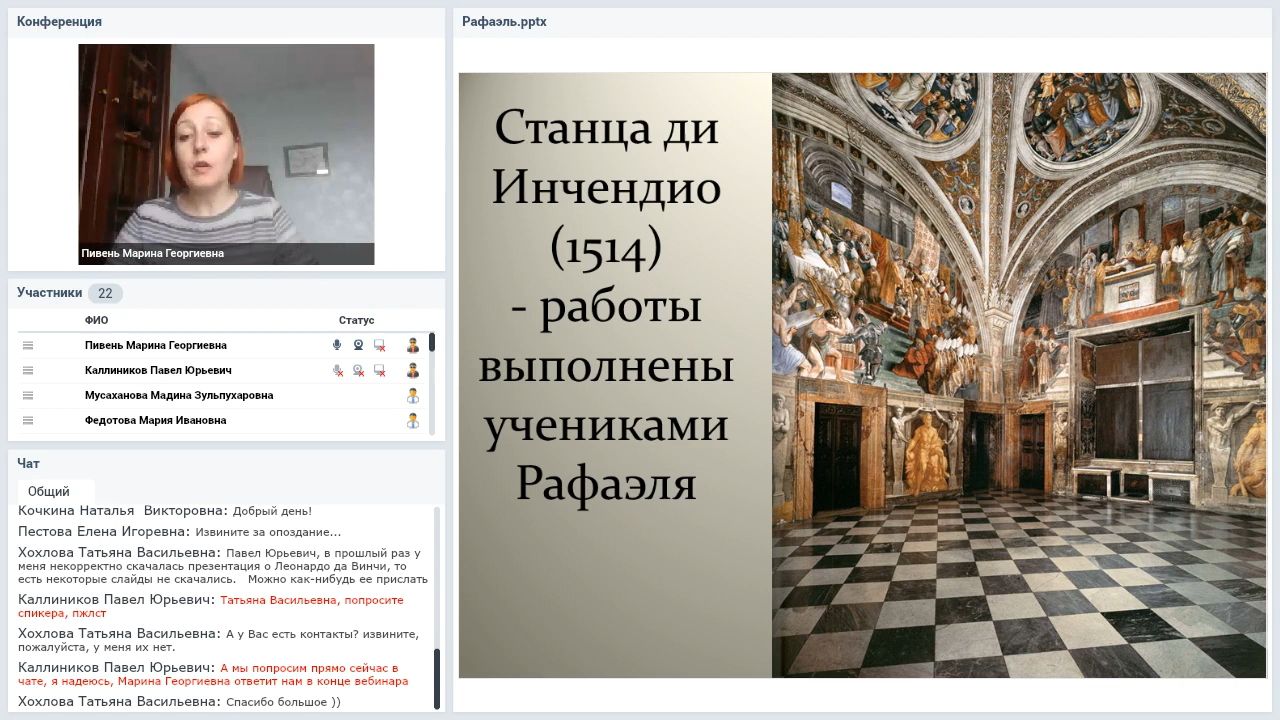 Конференция
Пивень Марина Георгиевна
Участники 22
ФИО Статус
Пивень Марина Георгиевна
Каллиников Павел Юрьевич
Мусаханова Мадина Зульпухаровна
Федотова Мария Ивановна
Чат
Общий
Кочкина Наталья Викторовна: Добрый день!
Пестова Елена Игоревна: Извините за опоздание...
Хохлова Татьяна Васильевна: Павел Юрьевич, в прошлый раз у
меня некорректно скачалась презентация о Леонардо да Винчи, то
есть некоторые слайды не скачались. Можно как-нибудь ее прислать
Каллиников Павел Юрьевич: Татьяна Васильевна, попросите
спикера, пжлст
Хохлова Татьяна Васильевна: А у Вас есть контакты? извините,
пожалуйста, у меня их нет.
Каллиников Павел Юрьевич: А мы попросим прямо сейчас в
чате, я надеюсь, Марина Георгиевна ответит нам в конце вебинара
Хохлова Татьяна Васильевна: Спасибо большое ))
Рафаэль.pptx
Станца ди
Инчендио
(1514)
- работы
выполнены
учениками
Рафаэля